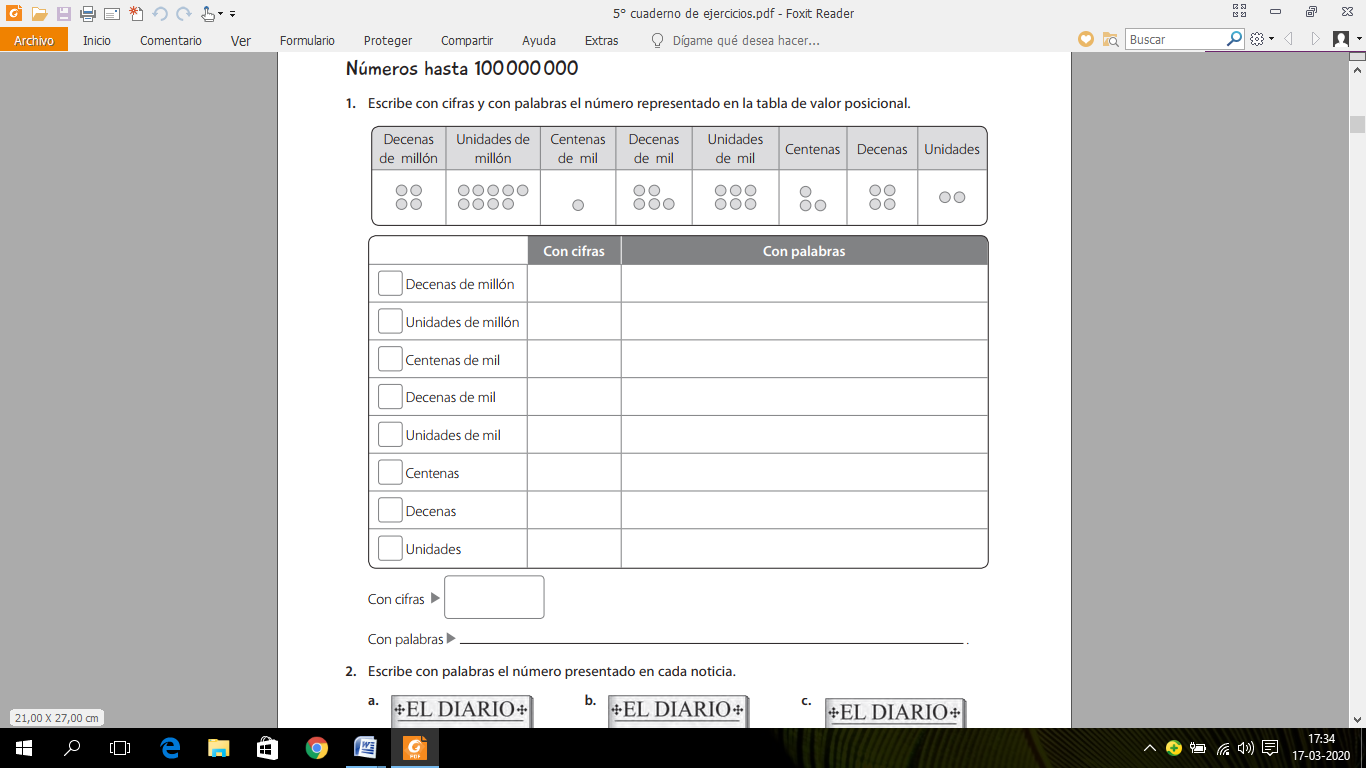 5° cuaderno de ejercicios.pdf - Foxit Reader
Archivo Inicio Comentario Ver Formulario Proteger Compartir Ayuda Extras Dígame qué desea hacer... Buscar
Números hasta 100 000 000
1. Escribe con cifras y con palabras el número representado en la tabla de valor posicional.
Decenas de millón
Unidades de millón
Centenas de mil
Decenas de mil
Unidades de mil
Centenas
Decenas
Unidades
Con cifras Con palabras
Decenas de millón
Unidades de millón
Centenas de mil
Decenas de mil
Unidades de mil
Centenas
Decenas
Unidades
Con cifras
Con palabras .
2. Escribe con palabras el número presentado en cada noticia.
a. EL DIARIO b. EL DIARIO c. EL DIARIO
21,00 X 27,00 cm
17:34
17-03-2020